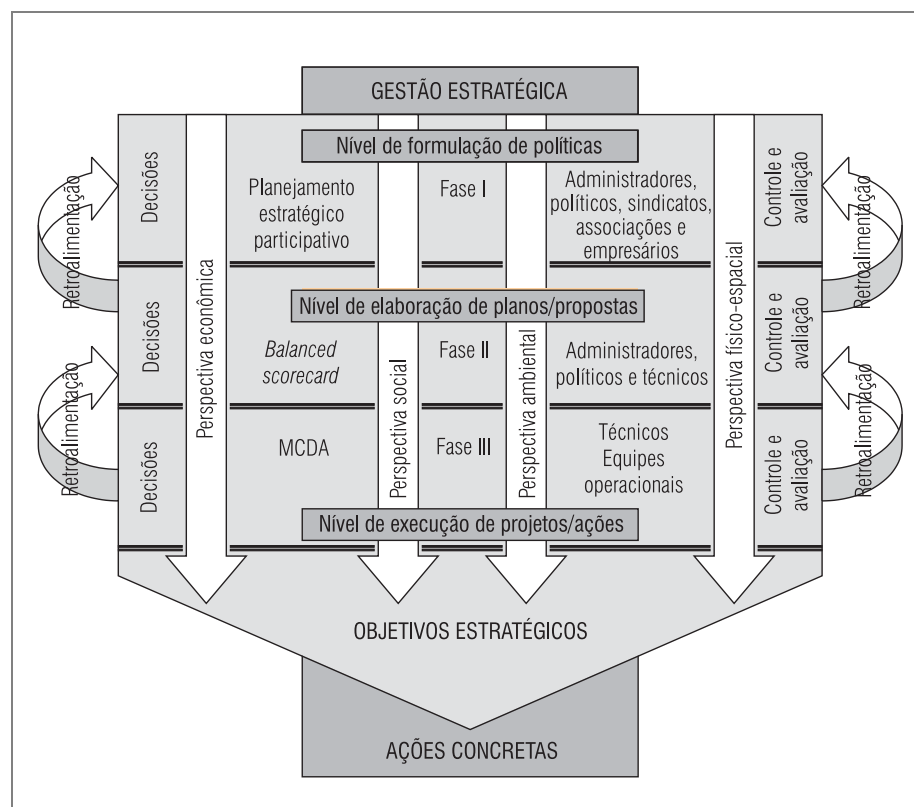 GESTÃO ESTRATÉGICA
Nível de formulação de políticas
Retroalimentação
Decisões
Perspectiva econômica
Planejamento
estratégico
participativo
Fase I
Administradores,
políticos, sindicatos,
associações e
empresários
Controle e
avaliação
Retroalimentação
Nível de elaboração de planos/propostas
Decisões
Balanced
scorecard
Perspectiva social
Fase II
Perspectiva ambiental
Administradores,
políticos e técnicos
Perspectiva físico-espacial
Controle e
avaliação
Retroalimentação
Decisões
MCDA
Fase III
Técnicos
Equipes
operacionais
Controle e
avaliação
Retroalimentação
Nível de execução de projetos/ações
OBJETIVOS ESTRATÉGICOS
AÇÕES CONCRETAS